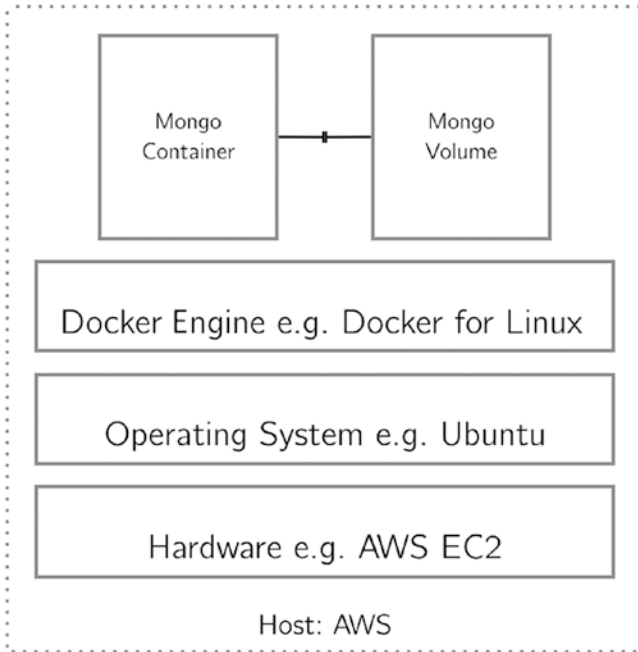 Mongo
Container
Mongo
Volume
Docker Engine e.g. Docker for Linux
Operating System e.g. Ubuntu
Hardware e.g. AWS EC2
Host: AWS